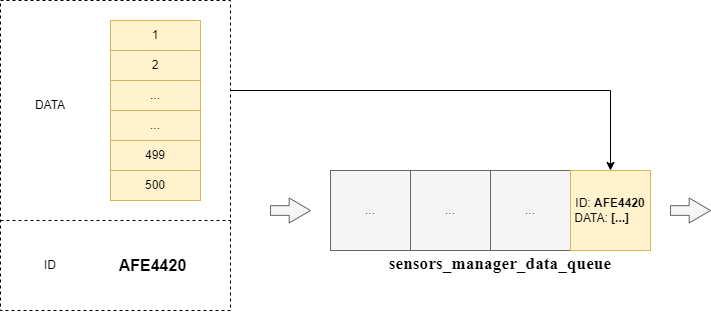 DATA
1
2
...
...
499
500
ID
AFE4420
...
...
...
ID: AFE4420
DATA: [...]
sensors_manager_data_queue